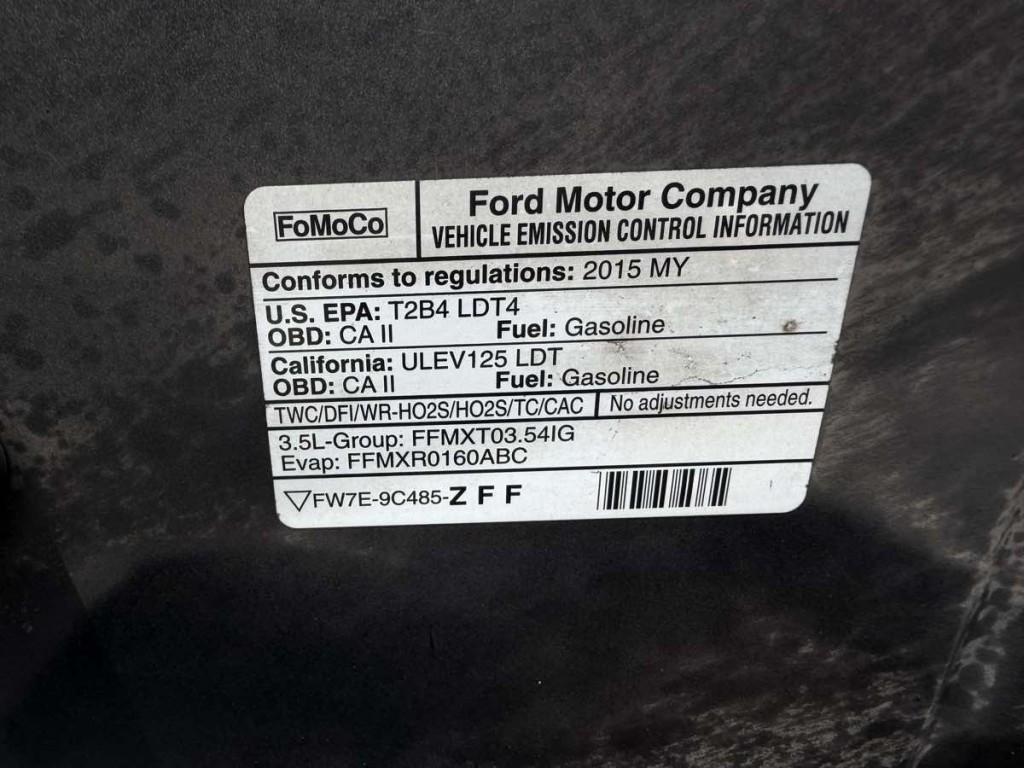 FoMoCo
Ford Motor Company
VEHICLE EMISSION CONTROL INFORMATION
Conforms to regulations: 2015 MY
U.S. EPA: T2B4 LDT4
OBD: CA II Fuel: Gasoline
California: ULEV125 LDT
OBD: CA II Fuel: Gasoline
TWC/DFI/WR-HO2S/HO2S/TC/CAC No adjustments needed.
3.5L-Group: FFMXT03.54IG
Evap: FFMXR0160ABC
FW7E-9C485-Z F F